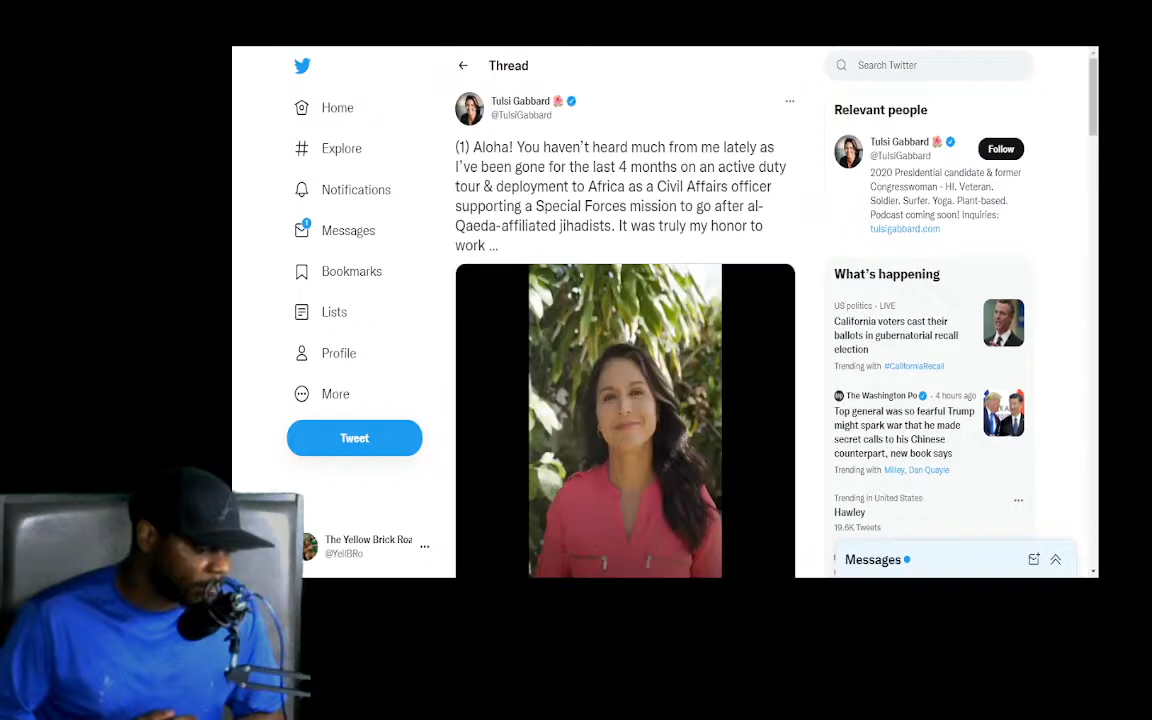 Home
Explore
Notifications
1
Messages
Bookmarks
Lists
Profile
More
Tweet
The Yellow Brick Roa
@YellBRo
Thread
Tulsi Gabbard
@TulsiGabbard
(1) Aloha! You haven't heard much from me lately as
I've been gone for the last 4 months on an active duty
tour & deployment to Africa as a Civil Affairs officer
supporting a Special Forces mission to go after al-
Qaeda-affiliated jihadists. It was truly my honor to
work ...
Search Twitter
Relevant people
Tulsi Gabbard
@TulsiGabbard
Follow
2020 Presidential candidate & former
Congresswoman - HI. Veteran.
Soldier. Surfer. Yoga. Plant-based.
Podcast coming soon! Inquiries:
tulsigabbard.com
What's happening
US politics · LIVE
California voters cast their
ballots in gubernatorial recall
election
Trending with #CaliforniaRecall
The Washington Po · 4 hours ago
Top general was so fearful Trump
might spark war that he made
secret calls to his Chinese
counterpart, new book says
Trending with Milley, Dan Quayle
Trending in United States
Hawley
19.6K Tweets
Messages